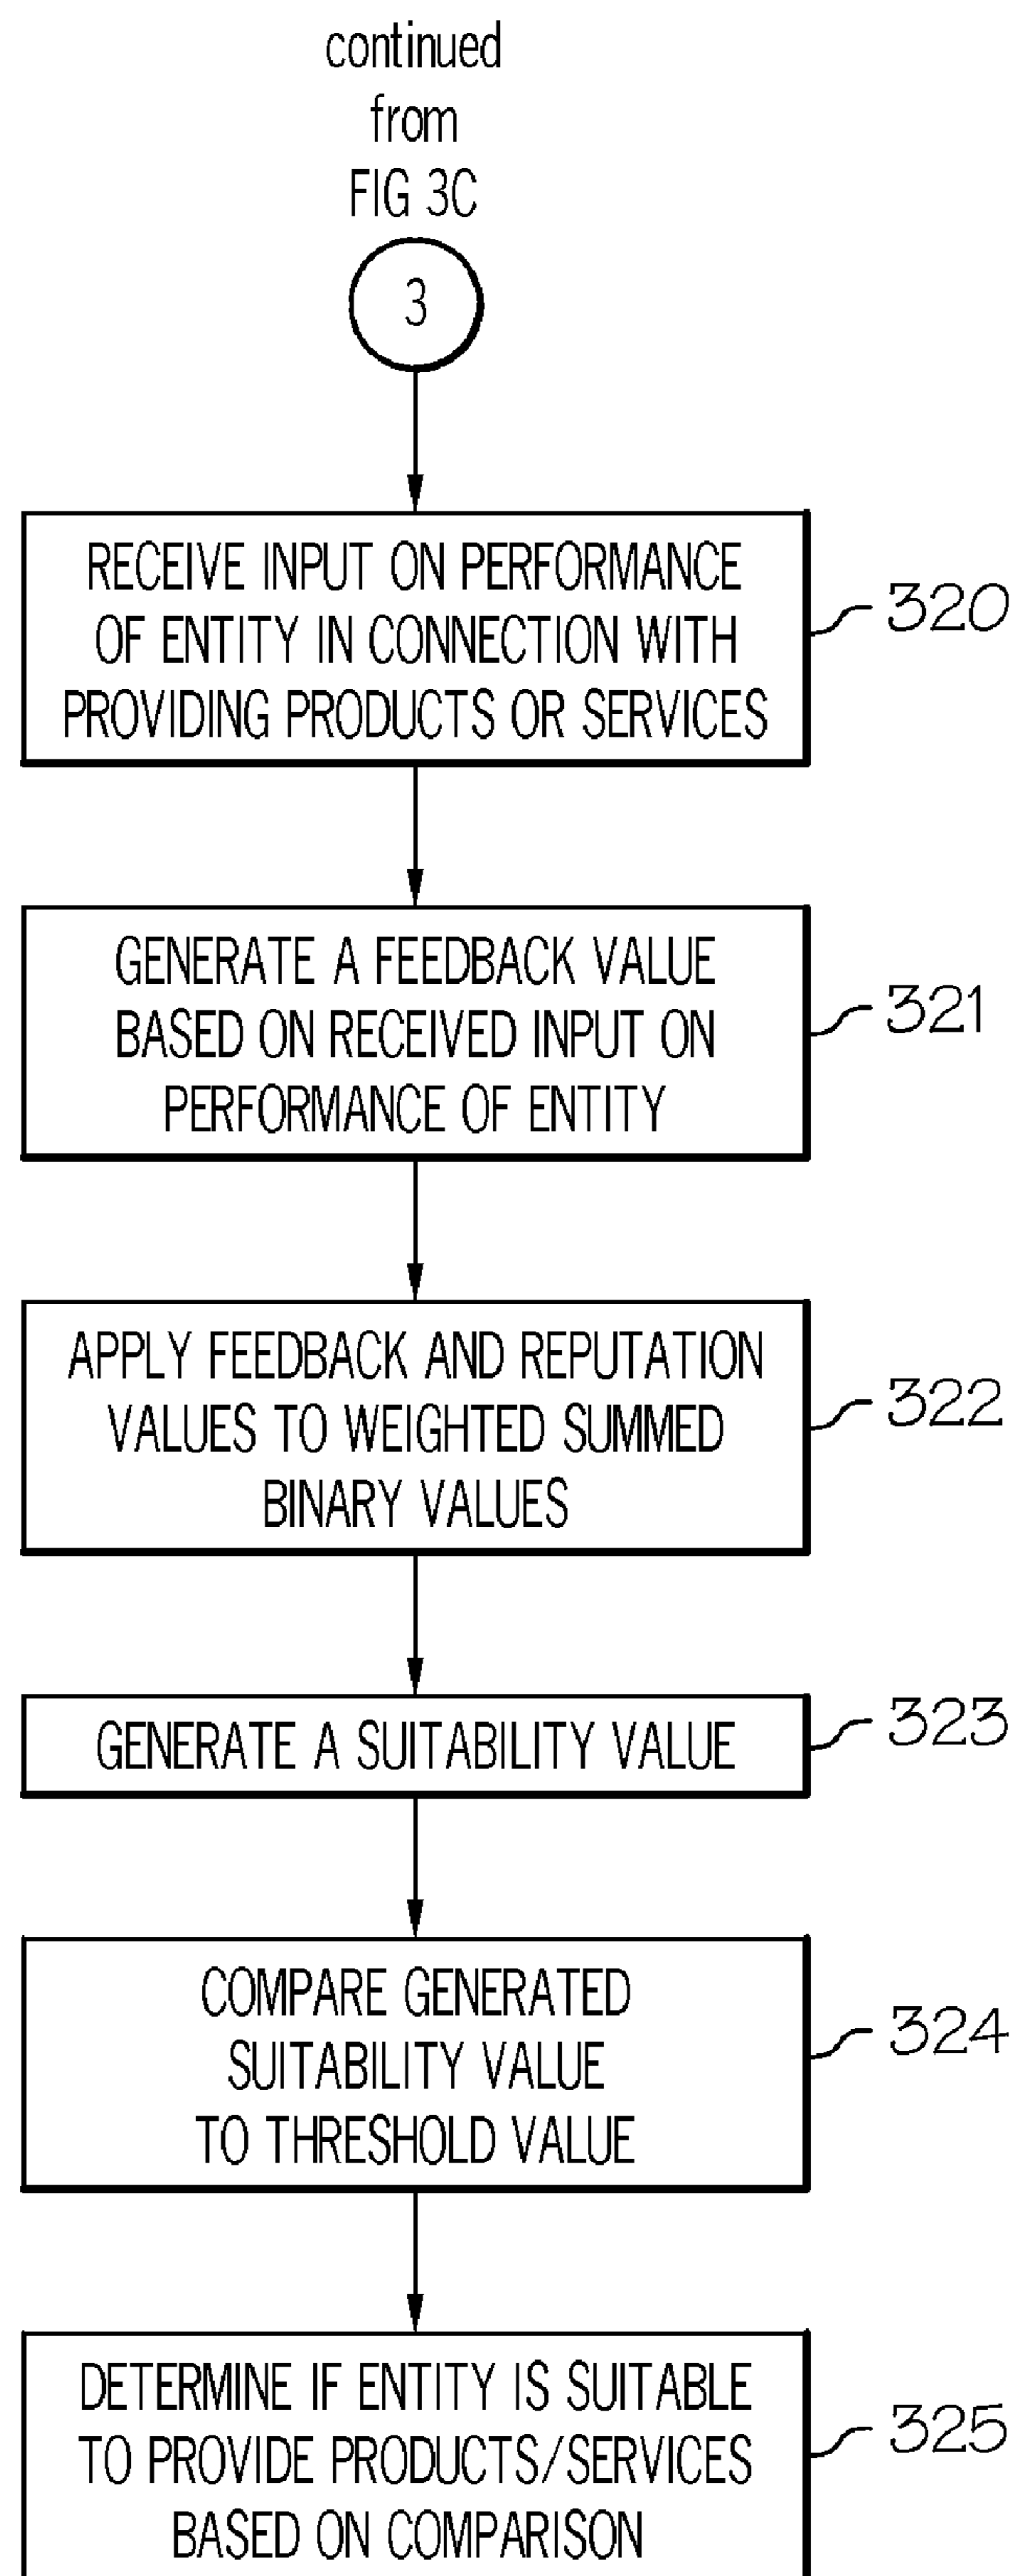 continued
from
FIG 3C
3
RECEIVE INPUT ON PERFORMANCE
OF ENTITY IN CONNECTION WITH
PROVIDING PRODUCTS OR SERVICES
320
GENERATE A FEEDBACK VALUE
BASED ON RECEIVED INPUT ON
PERFORMANCE OF ENTITY
321
APPLY FEEDBACK AND REPUTATION
VALUES TO WEIGHTED SUMMED
BINARY VALUES
322
GENERATE A SUITABILITY VALUE
323
COMPARE GENERATED
SUITABILITY VALUE
TO THRESHOLD VALUE
324
DETERMINE IF ENTITY IS SUITABLE
TO PROVIDE PRODUCTS/SERVICES
BASED ON COMPARISON
325